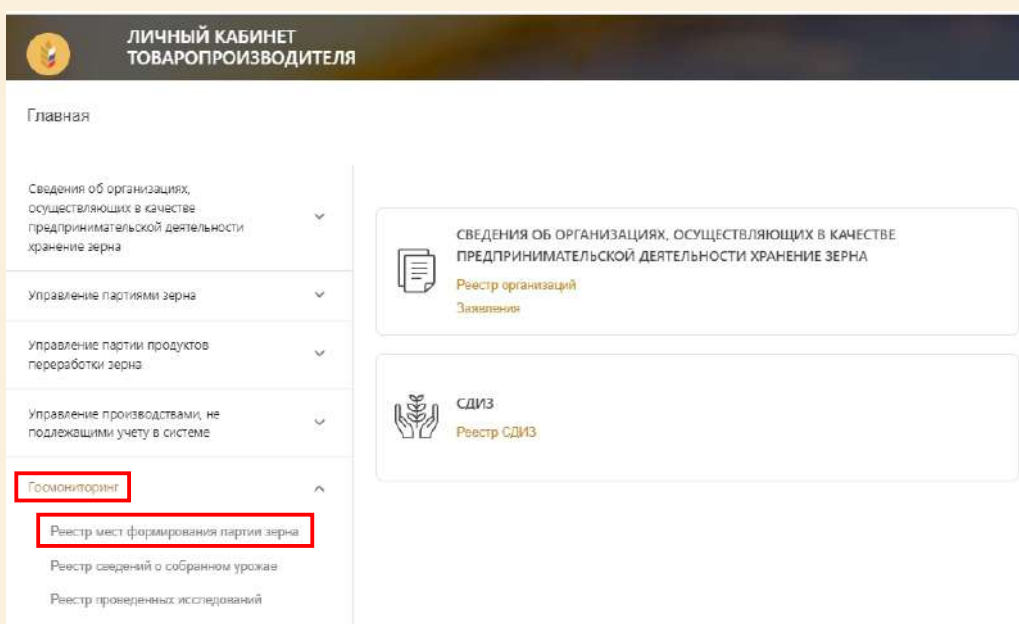 ЛИЧНЫЙ КАБИНЕТ
ТОВАРОПРОИЗВОДИТЕЛЯ
Главная
Сведения об организациях,
осуществляющих в качестве
предпринимательской деятельности
хранение зерна
Управление партиями зерна
Управление партии продуктов
переработки зерна
Управление производствами, не
подлежащими учету в системе
Госмониторинг
Реестр мест формирования партии зерна
Реестр сведений о собранном урожае
Реестр проведенных исследований
СВЕДЕНИЯ ОБ ОРГАНИЗАЦИЯХ, ОСУЩЕСТВЛЯЮЩИХ В КАЧЕСТВЕ
ПРЕДПРИНИМАТЕЛЬСКОЙ ДЕЯТЕЛЬНОСТИ ХРАНЕНИЕ ЗЕРНА
Реестр организаций
Заявления
СДИЗ
Реестр СДИЗ